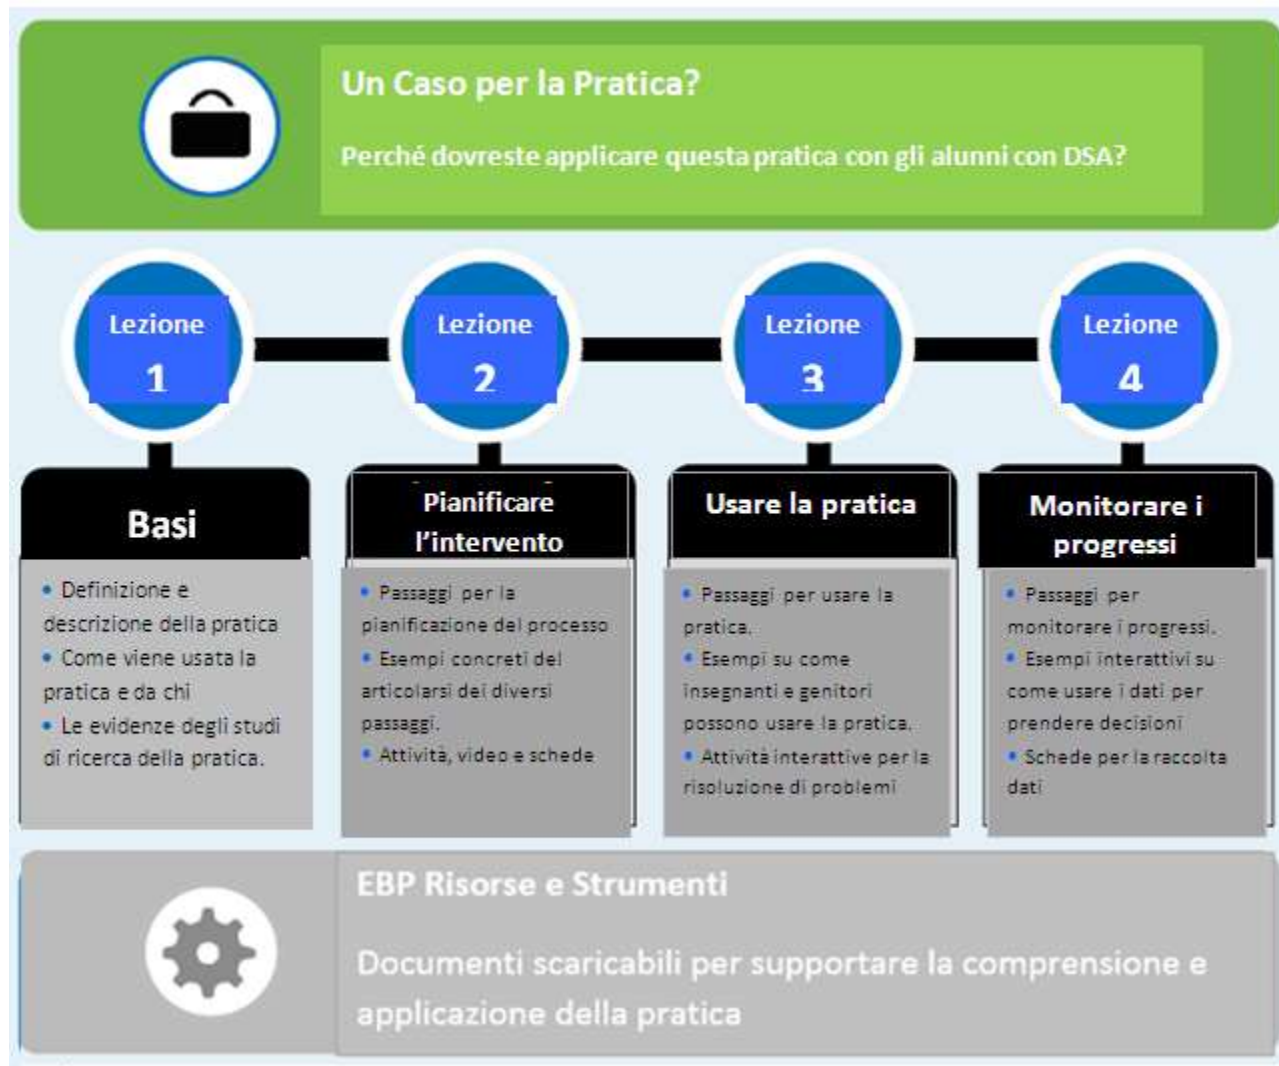 Un Caso per la Pratica?
Perché dovreste applicare questa pratica con gli alunni con DSA?
Lezione
1
Lezione
2
Lezione
3
Lezione
4
Basi
• Definizione e
descrizione della pratica
• Come viene usata la
pratica e da chi
• Le evidenze degli studi
di ricerca della pratica.
Pianificare
l’intervento
• Passaggi per la
pianificazione del processo
• Esempi concreti del
articolarsi dei diversi
passaggi.
• Attività, video e schede
Usare la pratica
• Passaggi per usare la
pratica.
• Esempi su come
insegnanti e genitori
possono usare la pratica.
• Attività interattive per la
risoluzione di problemi
Monitorare i
progressi
• Passaggi per
monitorare i progressi.
• Esempi interattivi su
come usare i dati per
prendere decisioni
• Schede per la raccolta
dati
EBP Risorse e Strumenti
Documenti scaricabili per supportare la comprensione e
applicazione della pratica